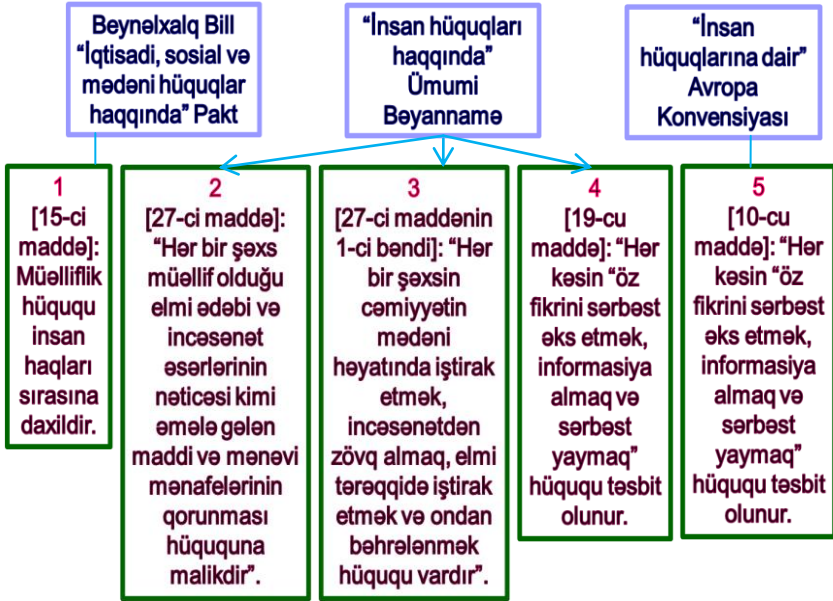 Beynəlxalq Bill
“İqtisadi, sosial və
mədəni hüquqlar
haqqında” Pakt
“İnsan hüquqları
haqqında”
Ümumi
Bəyannamə
“İnsan
hüquqlarına dair”
Avropa
Konvensiyası
1
[15-ci
maddə]:
Müəlliflik
hüququ
insan
haqları
sırasına
daxildir.
2
[27-ci maddə]:
“Hər bir şəxs
müəllif olduğu
elmi ədəbi və
incəsənət
əsərlərinin
nəticəsi kimi
əmələ gələn
maddi və mənəvi
mənafelərinin
qorunması
hüququna
malikdir”.
3
[27-ci maddənin
1-ci bəndi]: “Hər
bir şəxsin
cəmiyyətin
mədəni
həyatında iştirak
etmək,
incəsənətdən
zövq almaq, elmi
tərəqqidə iştirak
etmək və ondan
bəhrələnmək
hüququ vardır”.
4
[19-cu
maddə]: “Hər
kəsin “öz
fikrini sərbəst
əks etmək,
informasiya
almaq və
sərbəst
yaymaq”
hüququ təsbit
olunur.
5
[10-cu
maddə]: “Hər
kəsin “öz
fikrini sərbəst
əks etmək,
informasiya
almaq və
sərbəst
yaymaq”
hüququ təsbit
olunur.